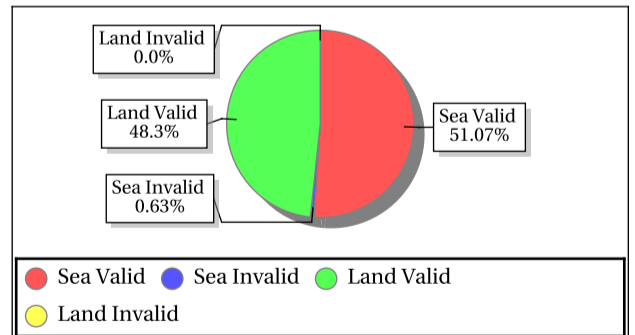 Land Invalid
0.0%
Land Valid
48.3%
Sea Valid
51.07%
Sea Invalid
0.63%
Sea Valid Sea Invalid Land Valid
Land Invalid